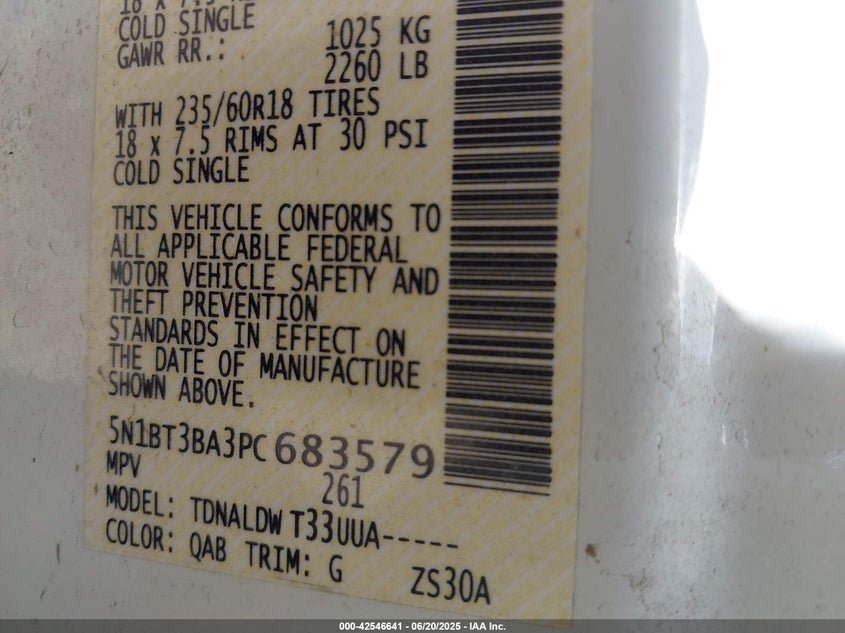 18 x 7.5
COLD SINGLE
GAWR RR.: 1025 KG
2260 LB
WITH 235/60R18 TIRES
18 x 7.5 RIMS AT 30 PSI
COLD SINGLE
THIS VEHICLE CONFORMS TO
ALL APPLICABLE FEDERAL
MOTOR VEHICLE SAFETY AND
THEFT PREVENTION
STANDARDS IN EFFECT ON
THE DATE OF MANUFACTURE
SHOWN ABOVE.
5N1BT3BA3PC683579
MPV 261
MODEL: TDNALDW T33UUA-----
COLOR: QAB TRIM: G ZS30A
000-42546641 - 06/20/2025 - IAA Inc.